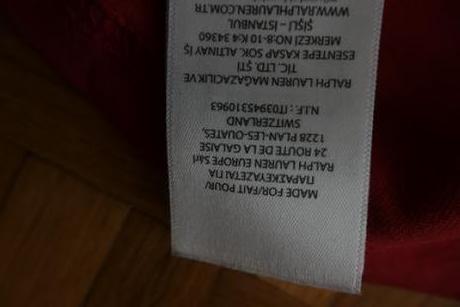 MADE FOR/FAIT POUR/
ΠΑΡΑΣΚΕΥΑΖΕΤΑΙ ΓΙΑ
RALPH LAUREN EUROPE Sàrl
24 ROUTE DE LA GALAISE
1228 PLAN-LES-OUATES,
SWITZERLAND
N.I.F.: IT03945310963
RALPH LAUREN MAĞAZACILIK VE
TİC. LTD. ŞTİ
ESENTEPE KASAP SOK. ALTINAY İŞ
MERKEZİ NO:8-10 K:4 34360
ŞİŞLİ – İSTANBUL
WWW.RALPHLAUREN.COM.TR